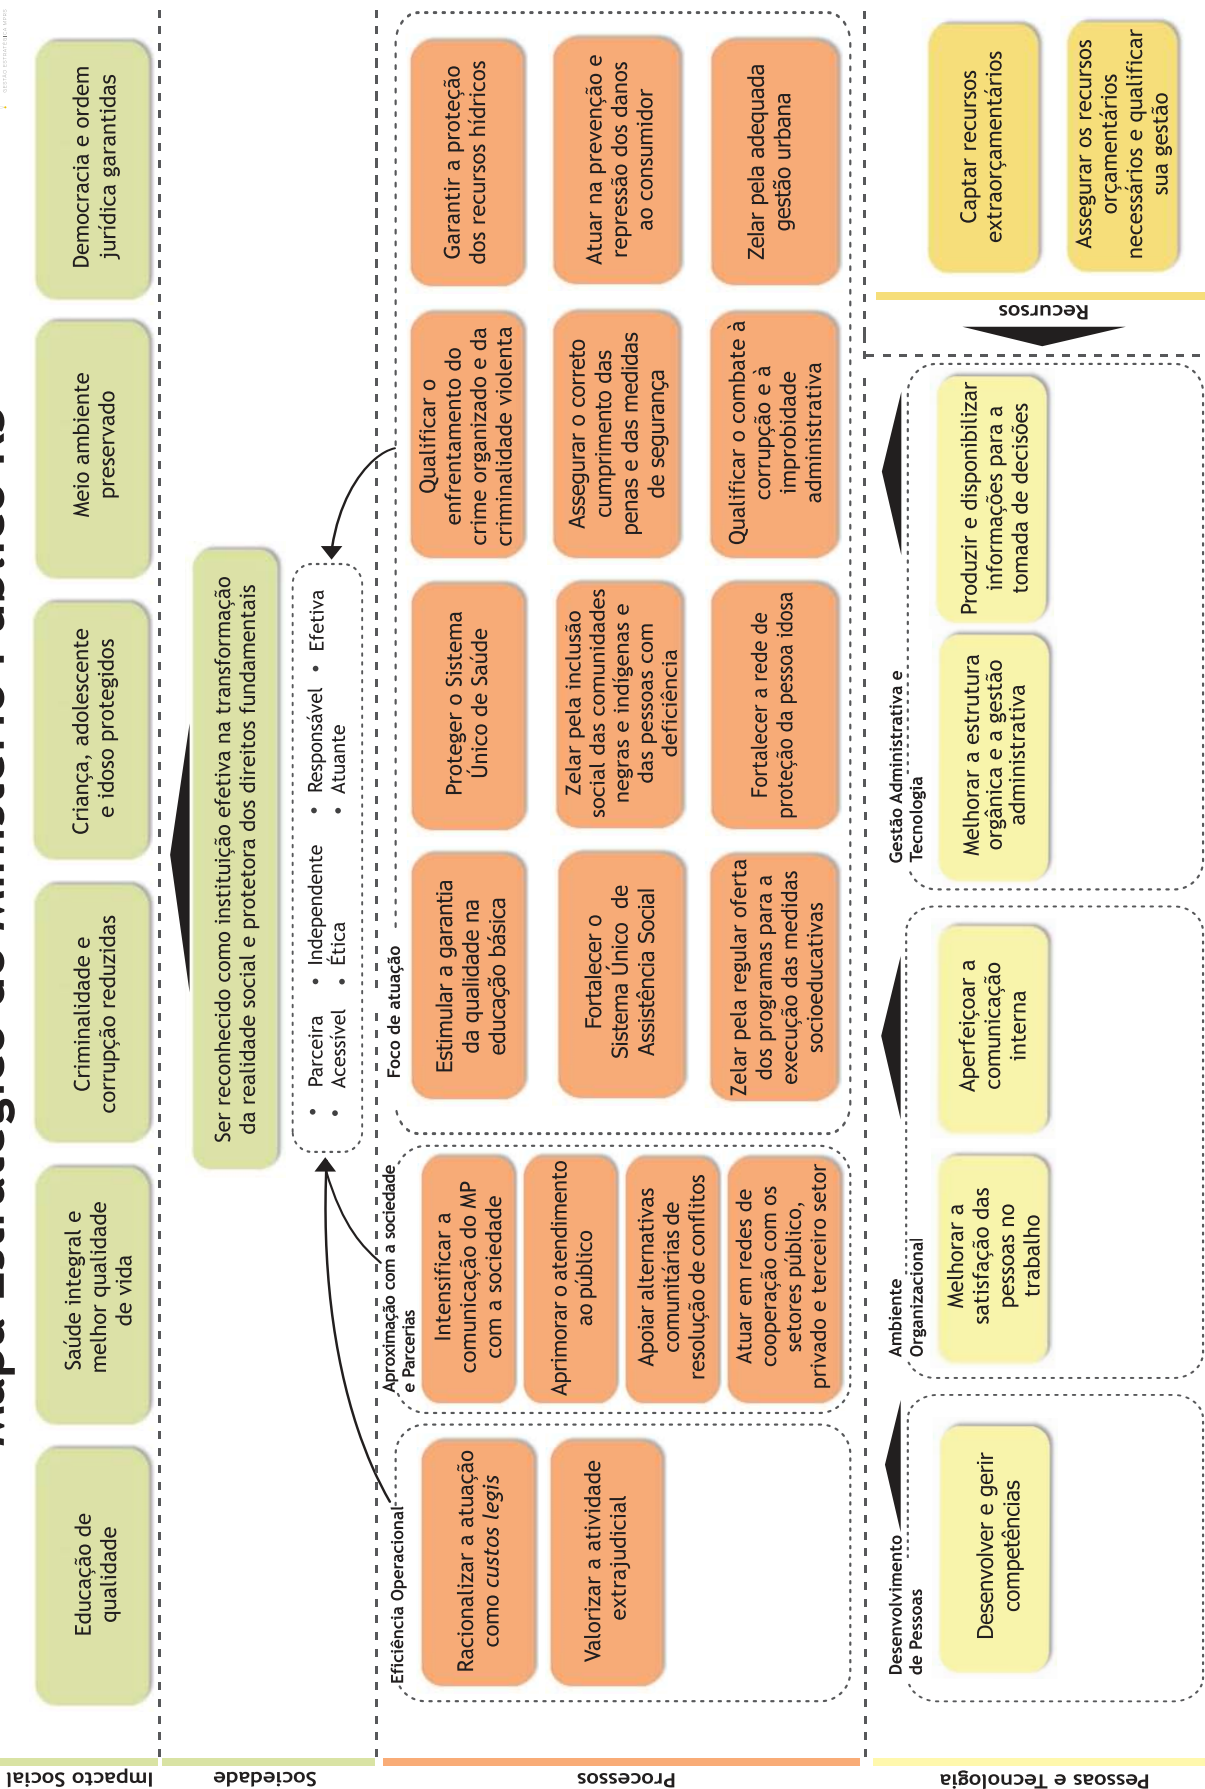 Mapa Estratégico do Ministério Público RS
GESTÃO ESTRATÉGICA MPRS
Impacto Social
Educação de
qualidade
Saúde integral e
melhor qualidade
de vida
Criminalidade e
corrupção reduzidas
Criança, adolescente
e idoso protegidos
Meio ambiente
preservado
Democracia e ordem
jurídica garantidas
Sociedade
Ser reconhecido como instituição efetiva na transformação
da realidade social e protetora dos direitos fundamentais
• Parceira • Independente • Responsável • Efetiva
• Acessível • Ética • Atuante
Processos
Eficiência Operacional
Racionalizar a atuação
como custos legis
Valorizar a atividade
extrajudicial
Aproximação com a sociedade
e Parcerias
Intensificar a
comunicação do MP
com a sociedade
Aprimorar o atendimento
ao público
Apoiar alternativas
comunitárias de
resolução de conflitos
Atuar em redes de
cooperação com os
setores público,
privado e terceiro setor
Foco de atuação
Estimular a garantia
da qualidade na
educação básica
Proteger o Sistema
Único de Saúde
Qualificar o
enfrentamento do
crime organizado e da
criminalidade violenta
Garantir a proteção
dos recursos hídricos
Fortalecer o
Sistema Único de
Assistência Social
Zelar pela inclusão
social das comunidades
negras e indígenas e
das pessoas com
deficiência
Assegurar o correto
cumprimento das
penas e das medidas
de segurança
Atuar na prevenção e
repressão dos danos
ao consumidor
Zelar pela regular oferta
dos programas para a
execução das medidas
socioeducativas
Fortalecer a rede de
proteção da pessoa idosa
Qualificar o combate à
corrupção e à
improbidade
administrativa
Zelar pela adequada
gestão urbana
Pessoas e Tecnologia
Desenvolvimento
de Pessoas
Desenvolver e gerir
competências
Ambiente
Organizacional
Melhorar a
satisfação das
pessoas no
trabalho
Aperfeiçoar a
comunicação
interna
Gestão Administrativa e
Tecnologia
Melhorar a estrutura
orgânica e a gestão
administrativa
Produzir e disponibilizar
informações para a
tomada de decisões
Recursos
Captar recursos
extraorçamentários
Assegurar os recursos
orçamentários
necessários e qualificar
sua gestão